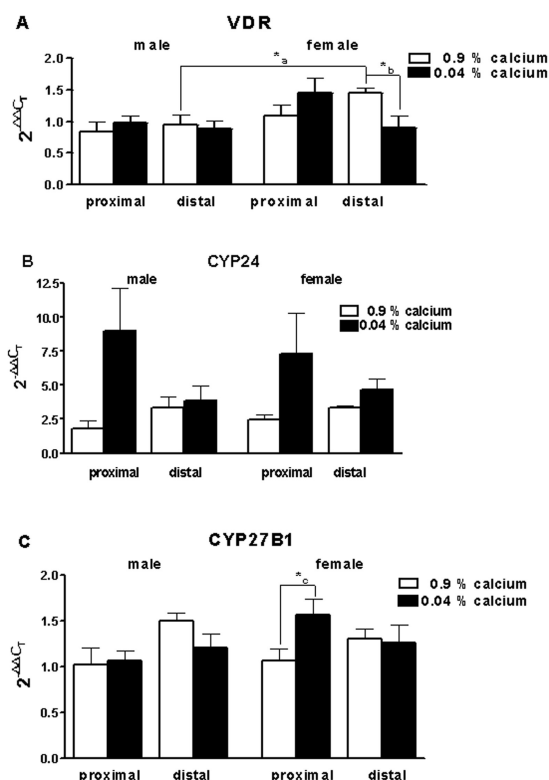 A
VDR
male
female
0.9 % calcium
0.04 % calcium
*a
*b
2^-ΔΔCT
2.0
1.5
1.0
0.5
0.0
proximal
distal
proximal
distal
B
CYP24
male
female
0.9 % calcium
0.04 % calcium
2^-ΔΔCT
12.5
10.0
7.5
5.0
2.5
0.0
proximal
distal
proximal
distal
C
CYP27B1
male
female
0.9 % calcium
0.04 % calcium
*c
2^-ΔΔCT
2.0
1.5
1.0
0.5
0.0
proximal
distal
proximal
distal